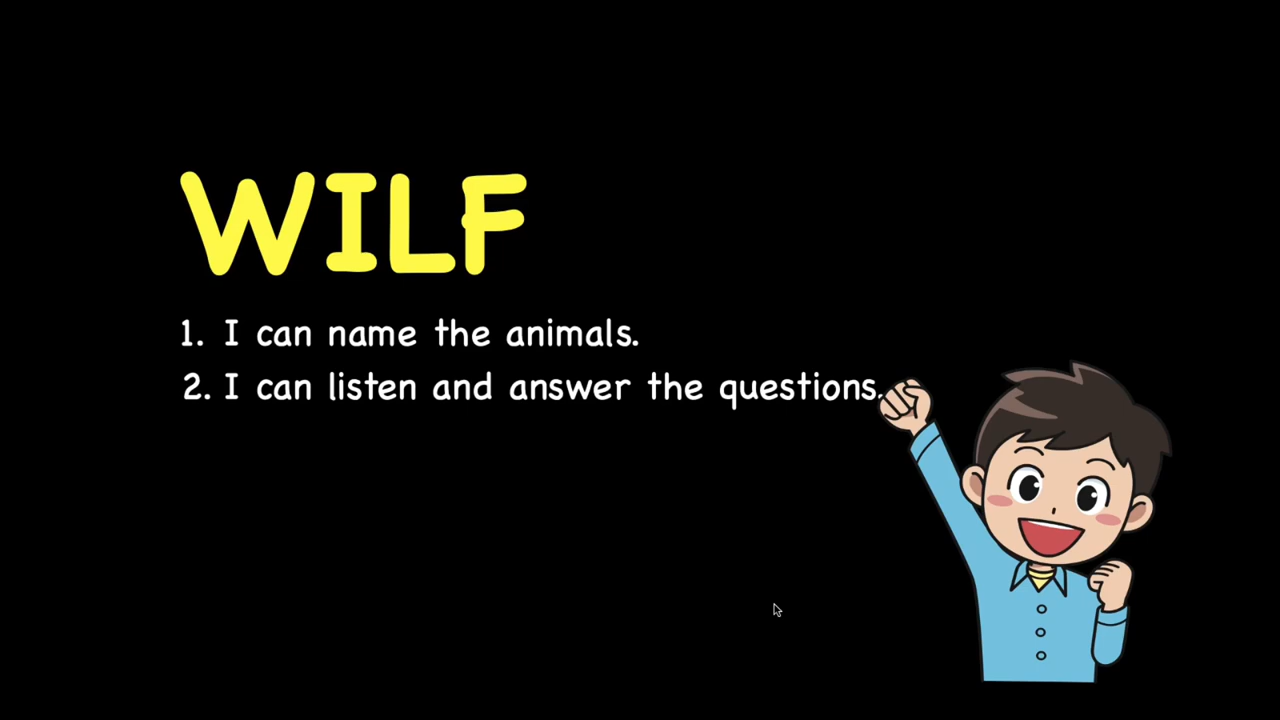 WILF
1. I can name the animals.
2. I can listen and answer the questions.